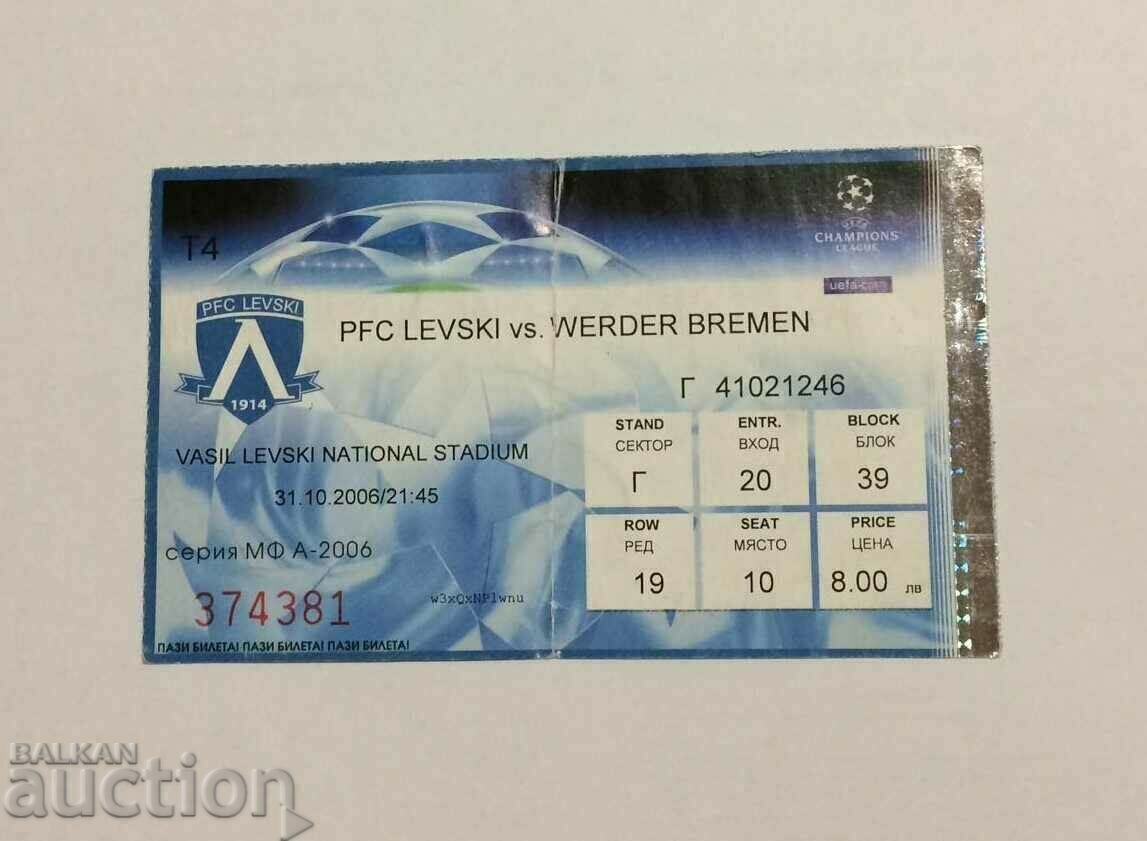 T4
UEFA
CHAMPIONS
LEAGUE
PFC LEVSKI
1914
PFC LEVSKI vs. WERDER BREMEN
Г 41021246
VASIL LEVSKI NATIONAL STADIUM
31.10.2006/21:45
STAND ENTR. BLOCK
СЕКТОР ВХОД БЛОК
Г 20 39
ROW SEAT PRICE
РЕД МЯСТО ЦЕНА
19 10 8.00 лв
серия МФ А-2006
374381
ПАЗИ БИЛЕТА! ПАЗИ БИЛЕТА! ПАЗИ БИЛЕТА!
BALKAN
auction